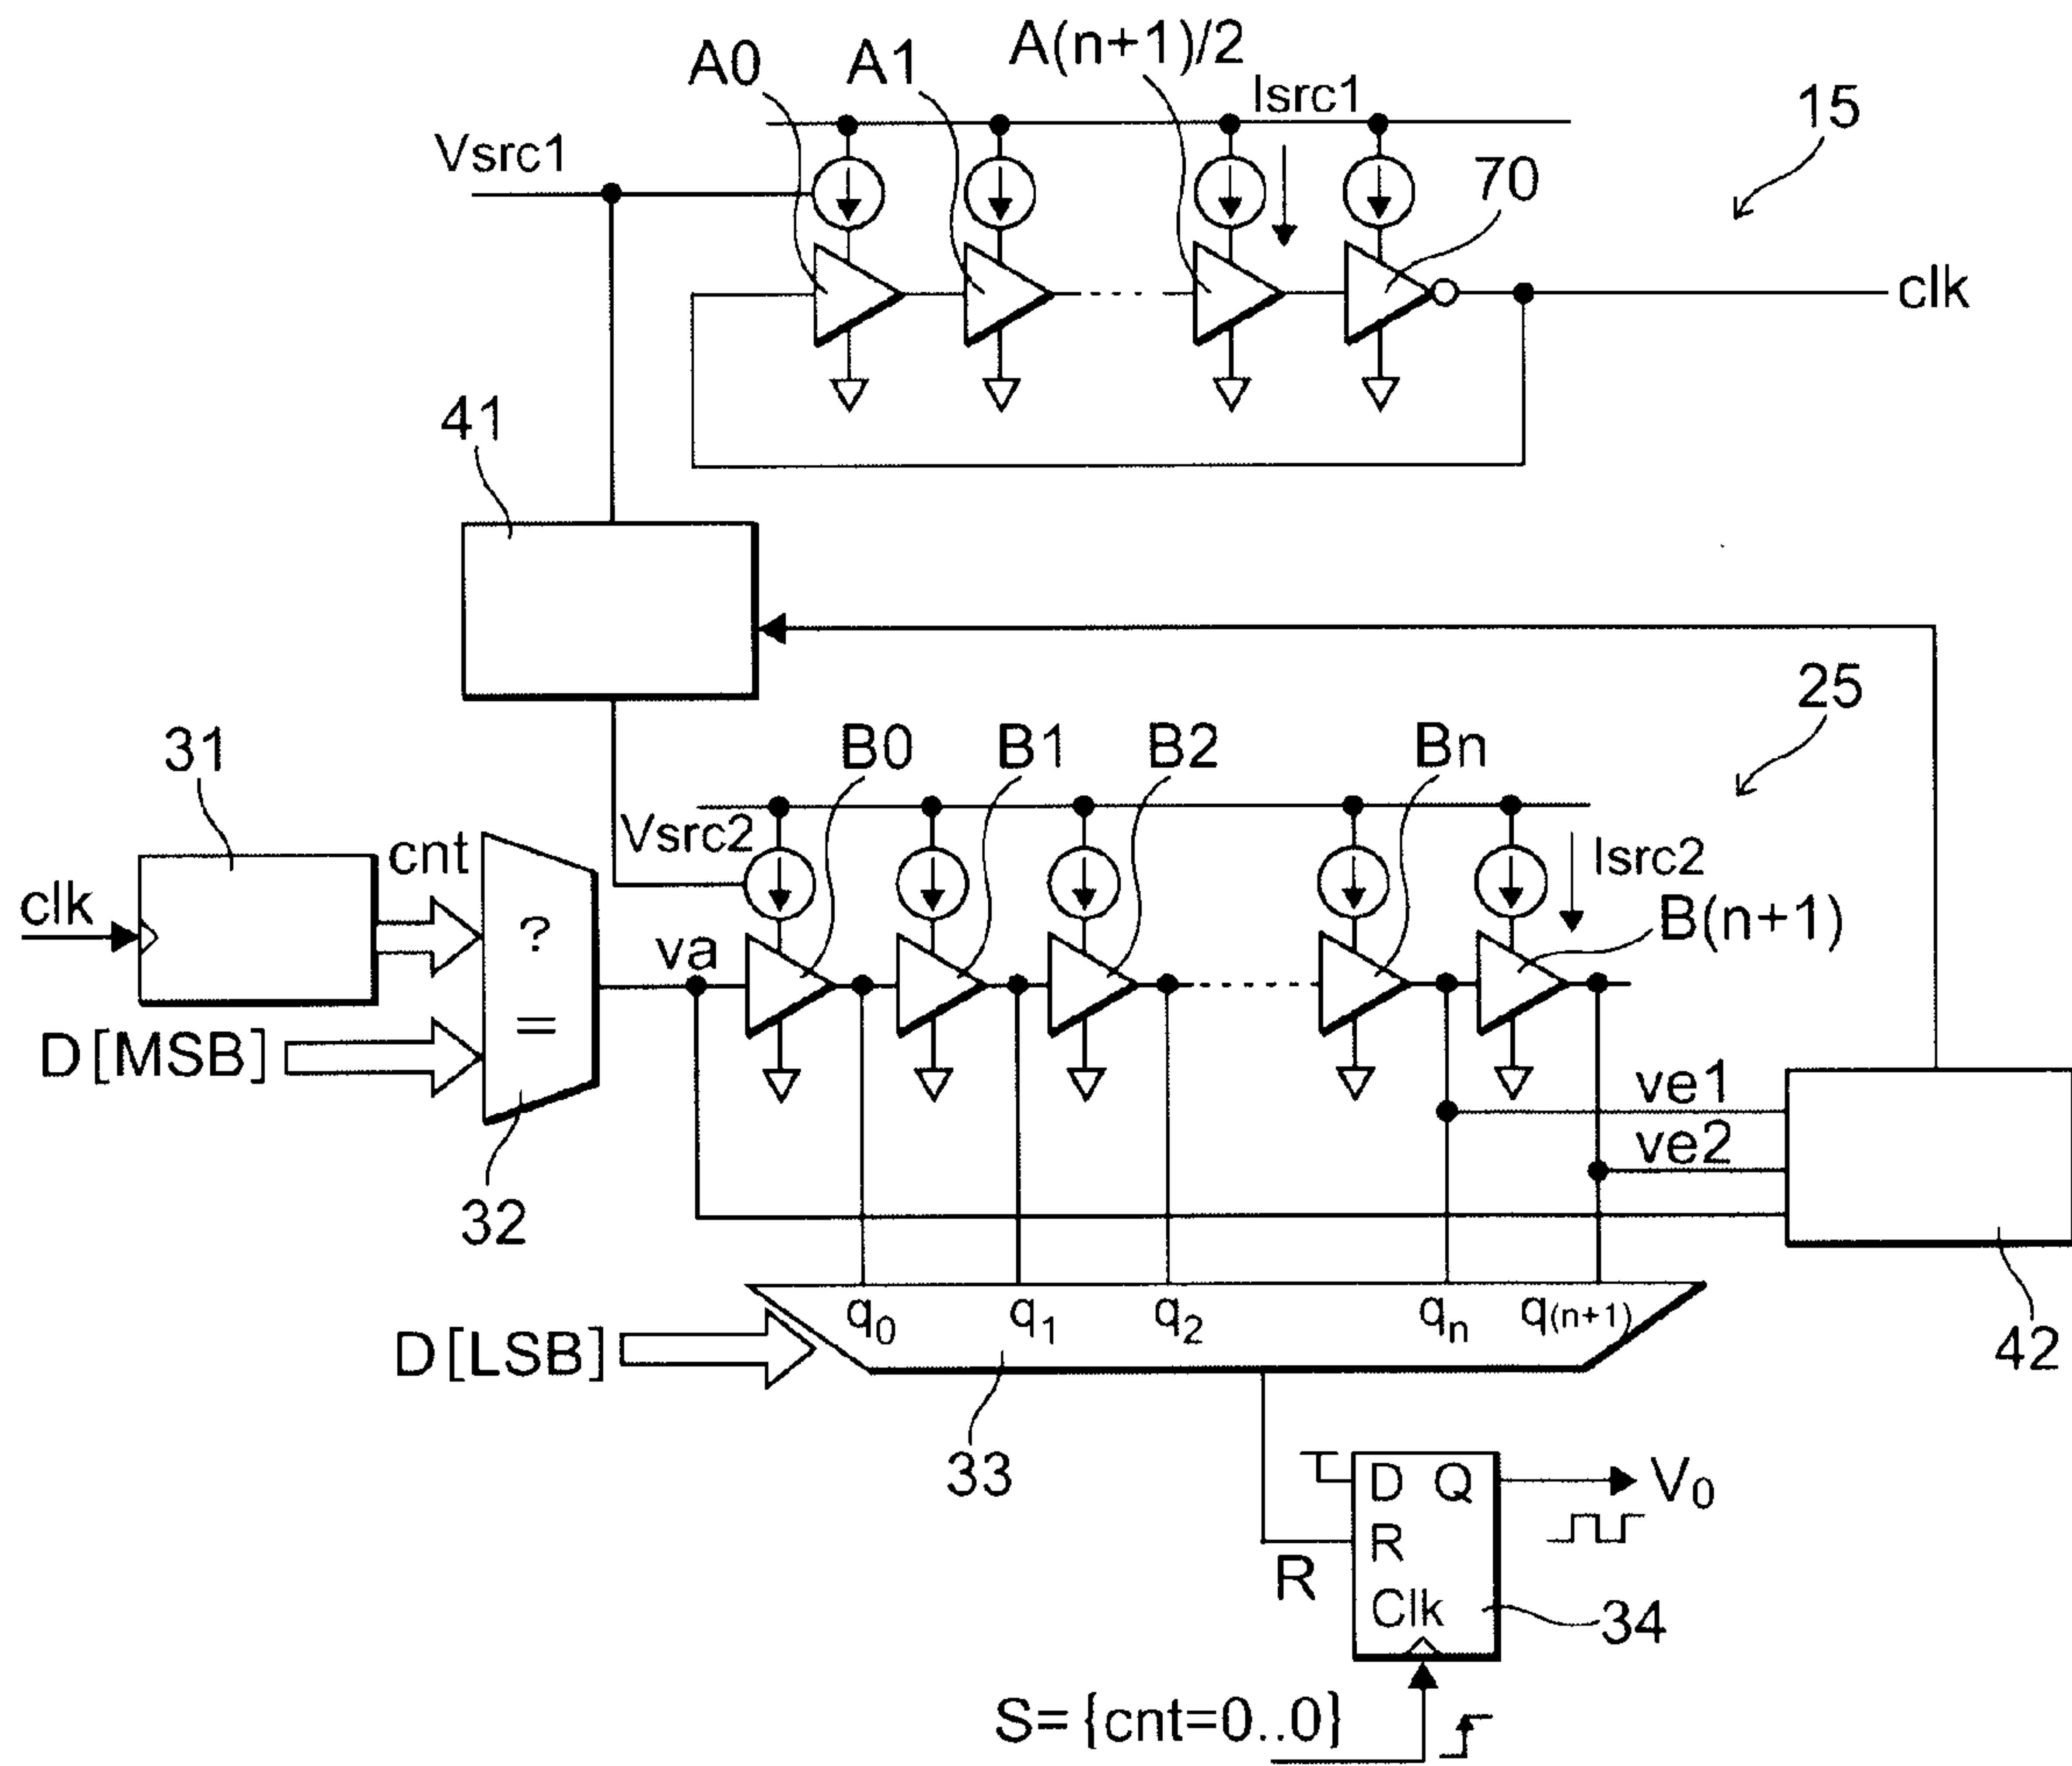 A0
A1
A(n+1)/2
Isrc1
15
Vsrc1
70
clk
41
25
31
B0
B1
B2
Bn
Vsrc2
Isrc2
cnt
clk
?
=
va
B(n+1)
D[MSB]
ve1
ve2
32
q0
q1
q2
qn
q(n+1)
D[LSB]
42
33
D Q
V0
R
R
Clk
34
S={cnt=0..0}